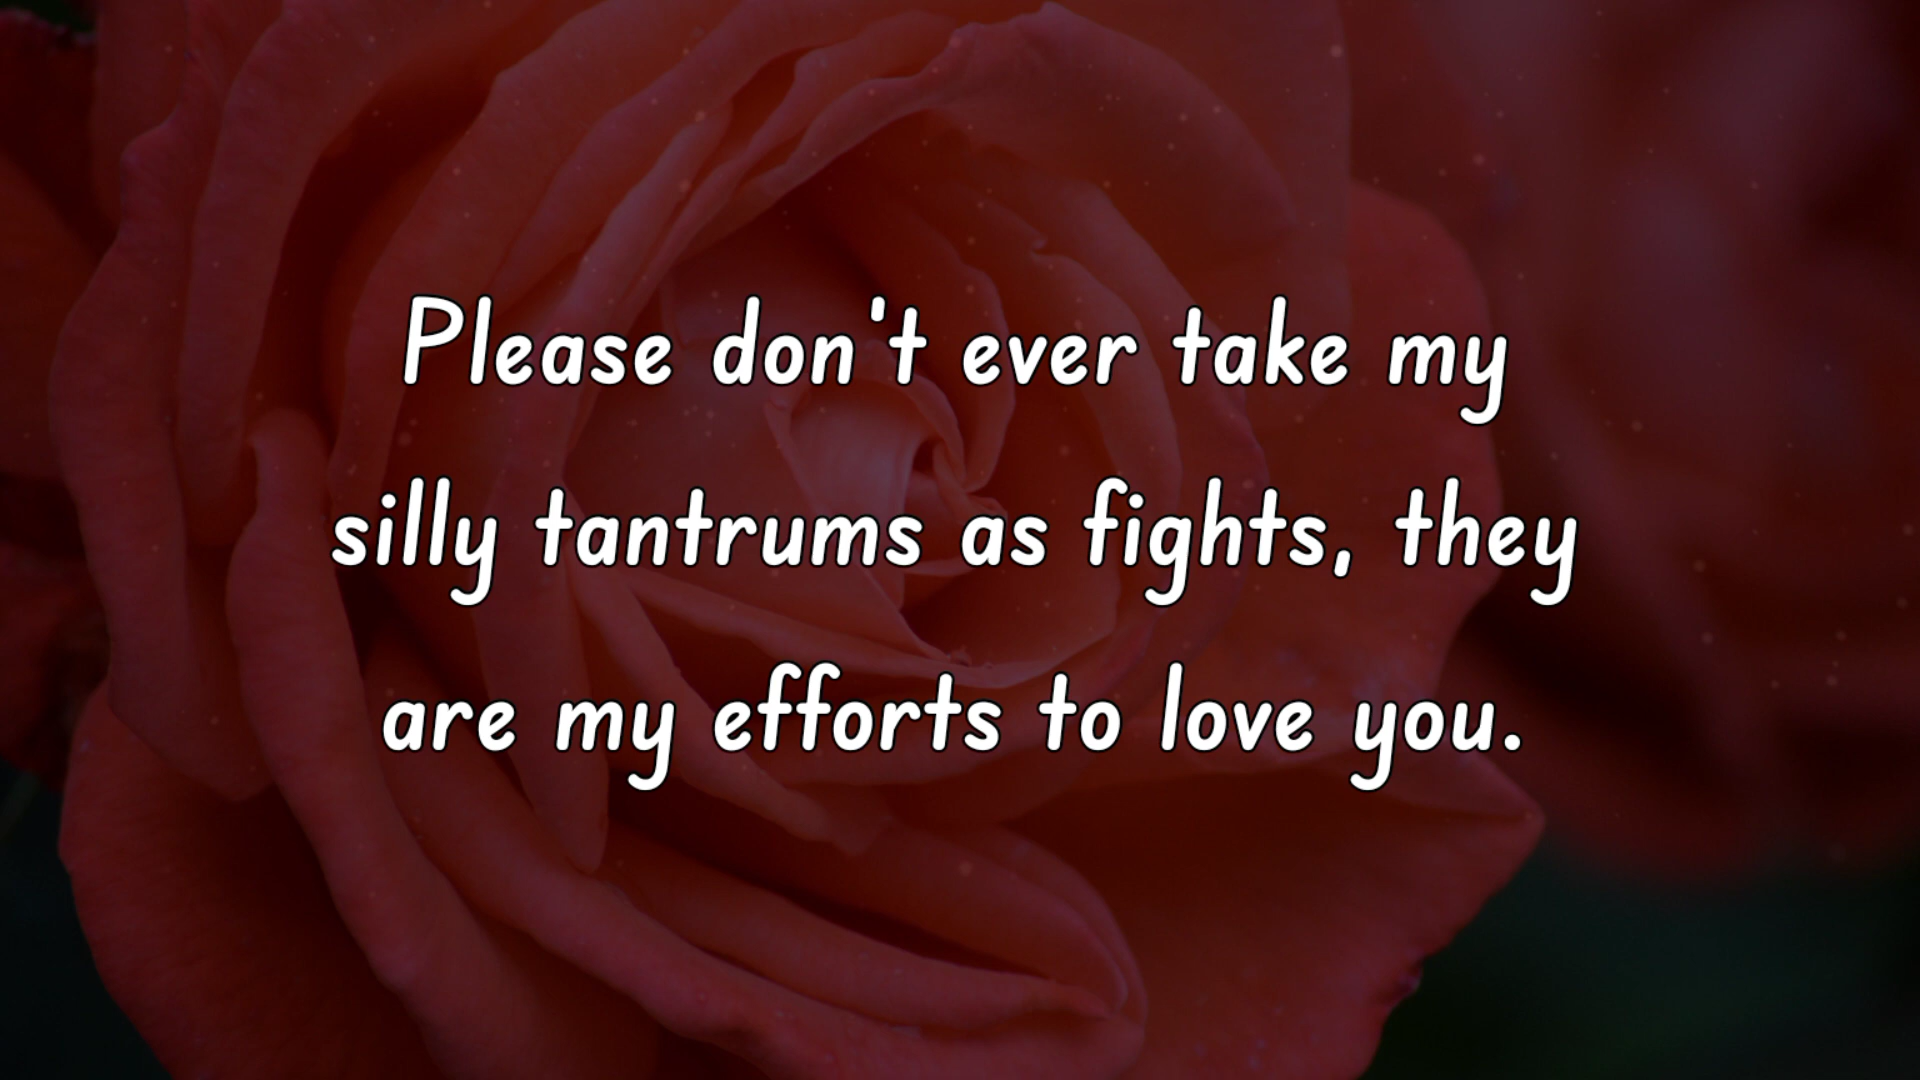 Please don't ever take my
silly tantrums as fights, they
are my efforts to love you.